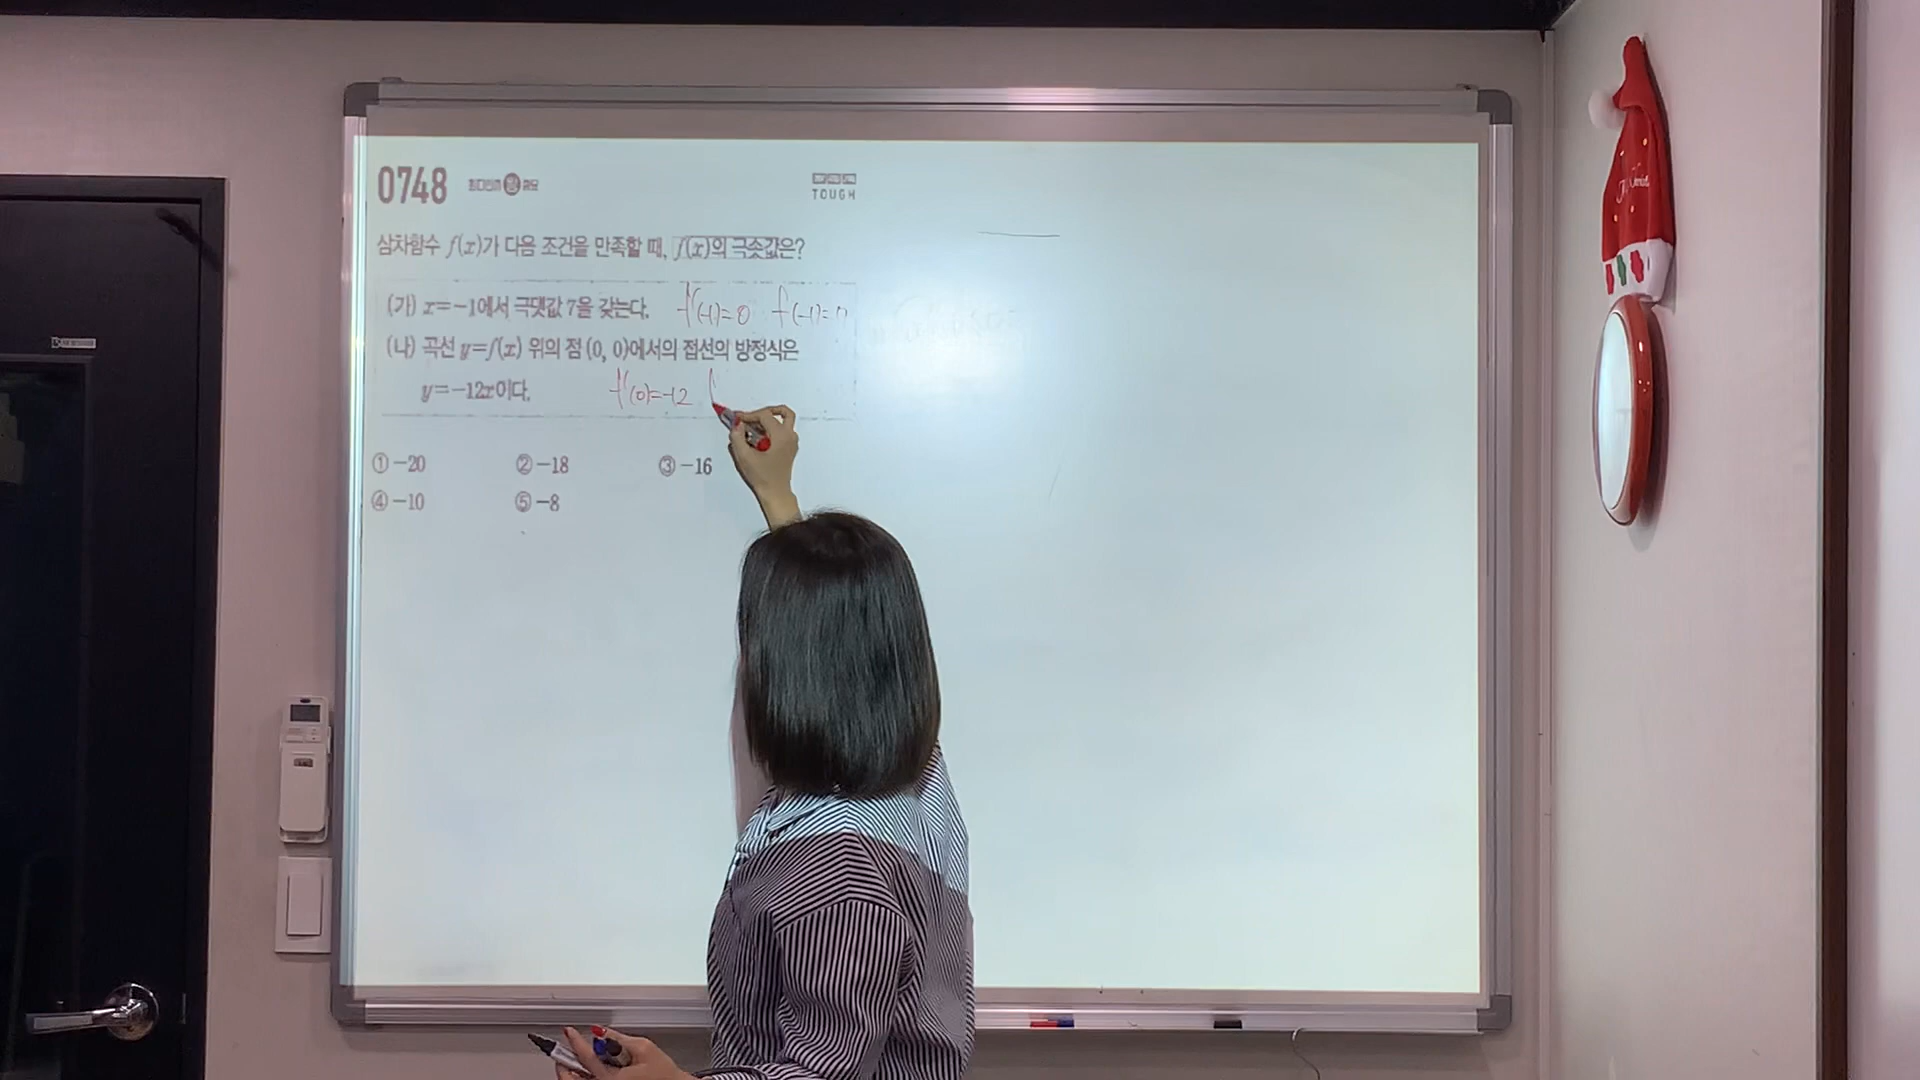 0748
TOUGH
삼차함수 f(x)가 다음 조건을 만족할 때, f(x)의 극솟값은?
(가) x=-1에서 극댓값 7을 갖는다. f'(-1)=0 f(-1)=7
(나) 곡선 y=f(x) 위의 점 (0, 0)에서의 접선의 방정식은
y=-12x이다. f'(0)=-12
① -20 ② -18 ③ -16
④ -10 ⑤ -8